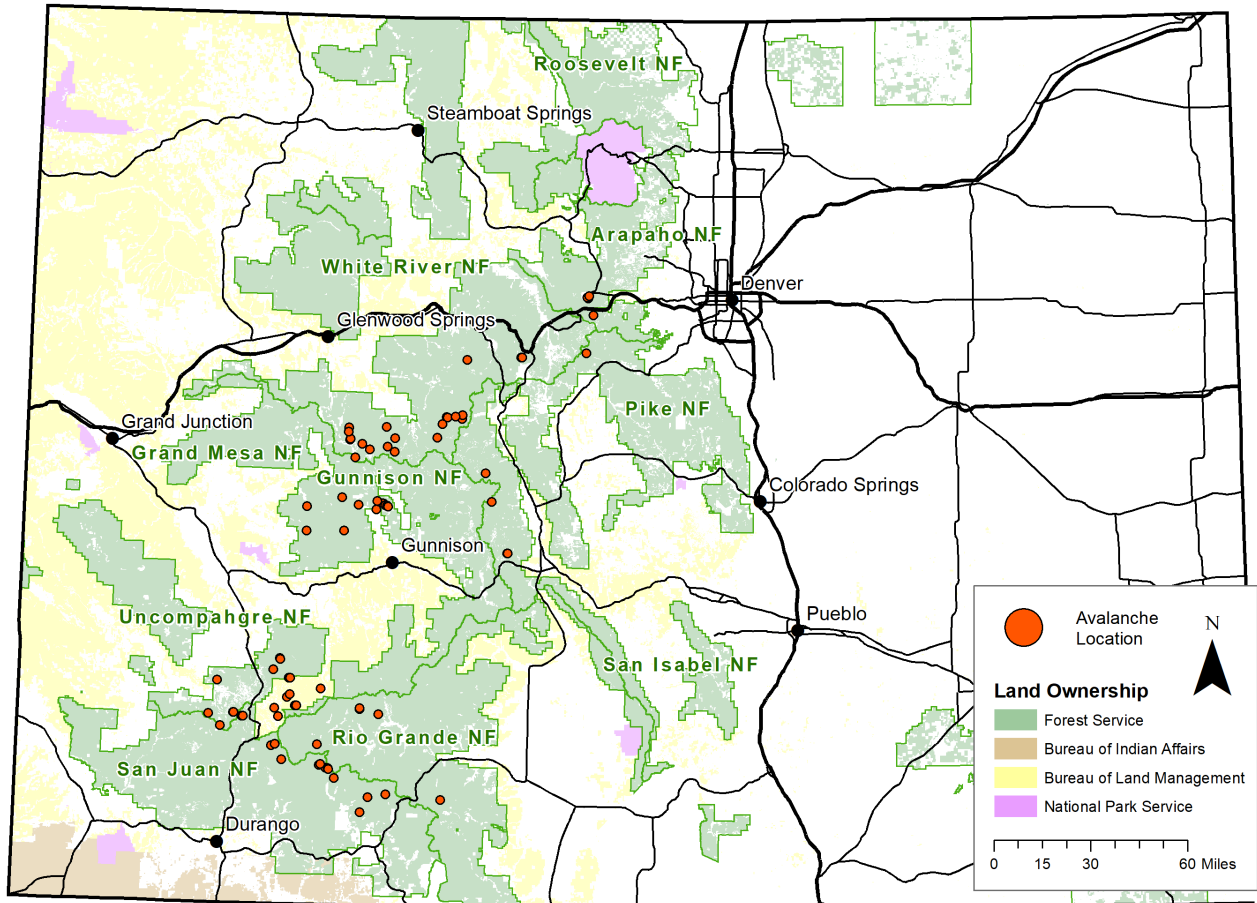 Roosevelt NF
Steamboat Springs
Arapaho NF
White River NF
Denver
Glenwood Springs
Pike NF
Grand Junction
Grand Mesa NF
Gunnison NF
Colorado Springs
Gunnison
Uncompahgre NF
Pueblo
San Isabel NF
Rio Grande NF
San Juan NF
Durango
Avalanche
Location
N
Land Ownership
Forest Service
Bureau of Indian Affairs
Bureau of Land Management
National Park Service
0 15 30 60 Miles